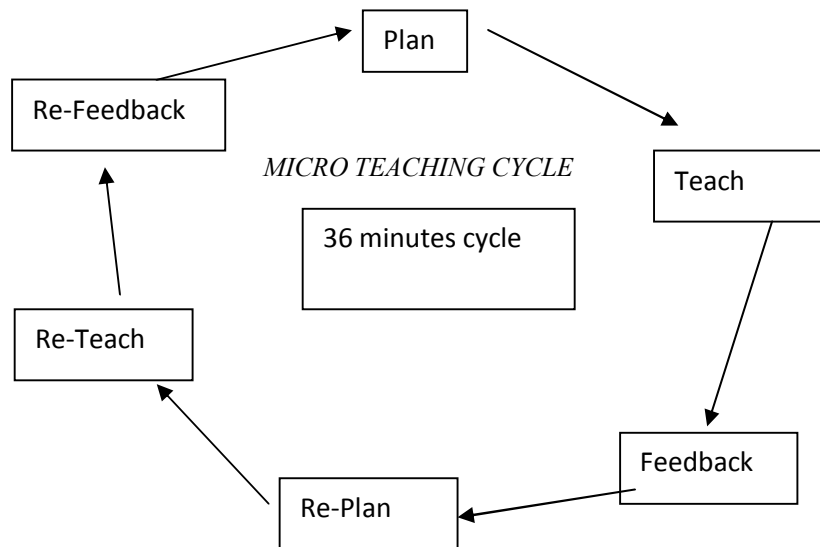 Plan
Re-Feedback
MICRO TEACHING CYCLE
Teach
36 minutes cycle
Re-Teach
Feedback
Re-Plan